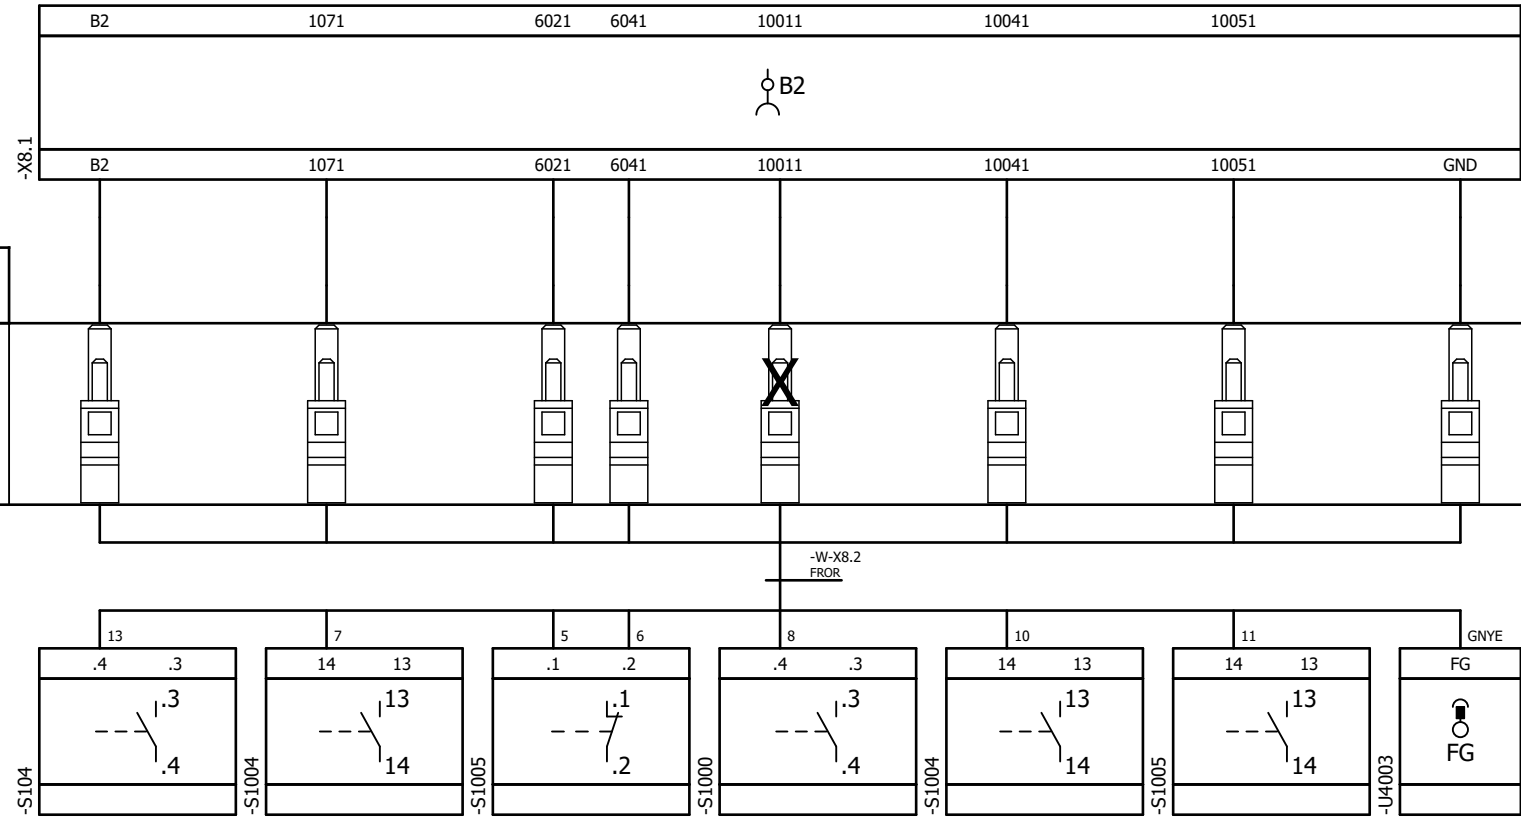 B2 1071 6021 6041 10011 10041 10051
B2
-X8.1
B2 1071 6021 6041 10011 10041 10051 GND
X
-W-X8.2
FROR
13 7 5 6 8 10 11 GNYE
.4 .3 14 13 .1 .2 .4 .3 14 13 14 13 FG
.3 13 .1 .3 13 13
.4 14 .2 .4 14 14 FG
-S104 -S1004 -S1005 -S1000 -S1004 -S1005 -U4003